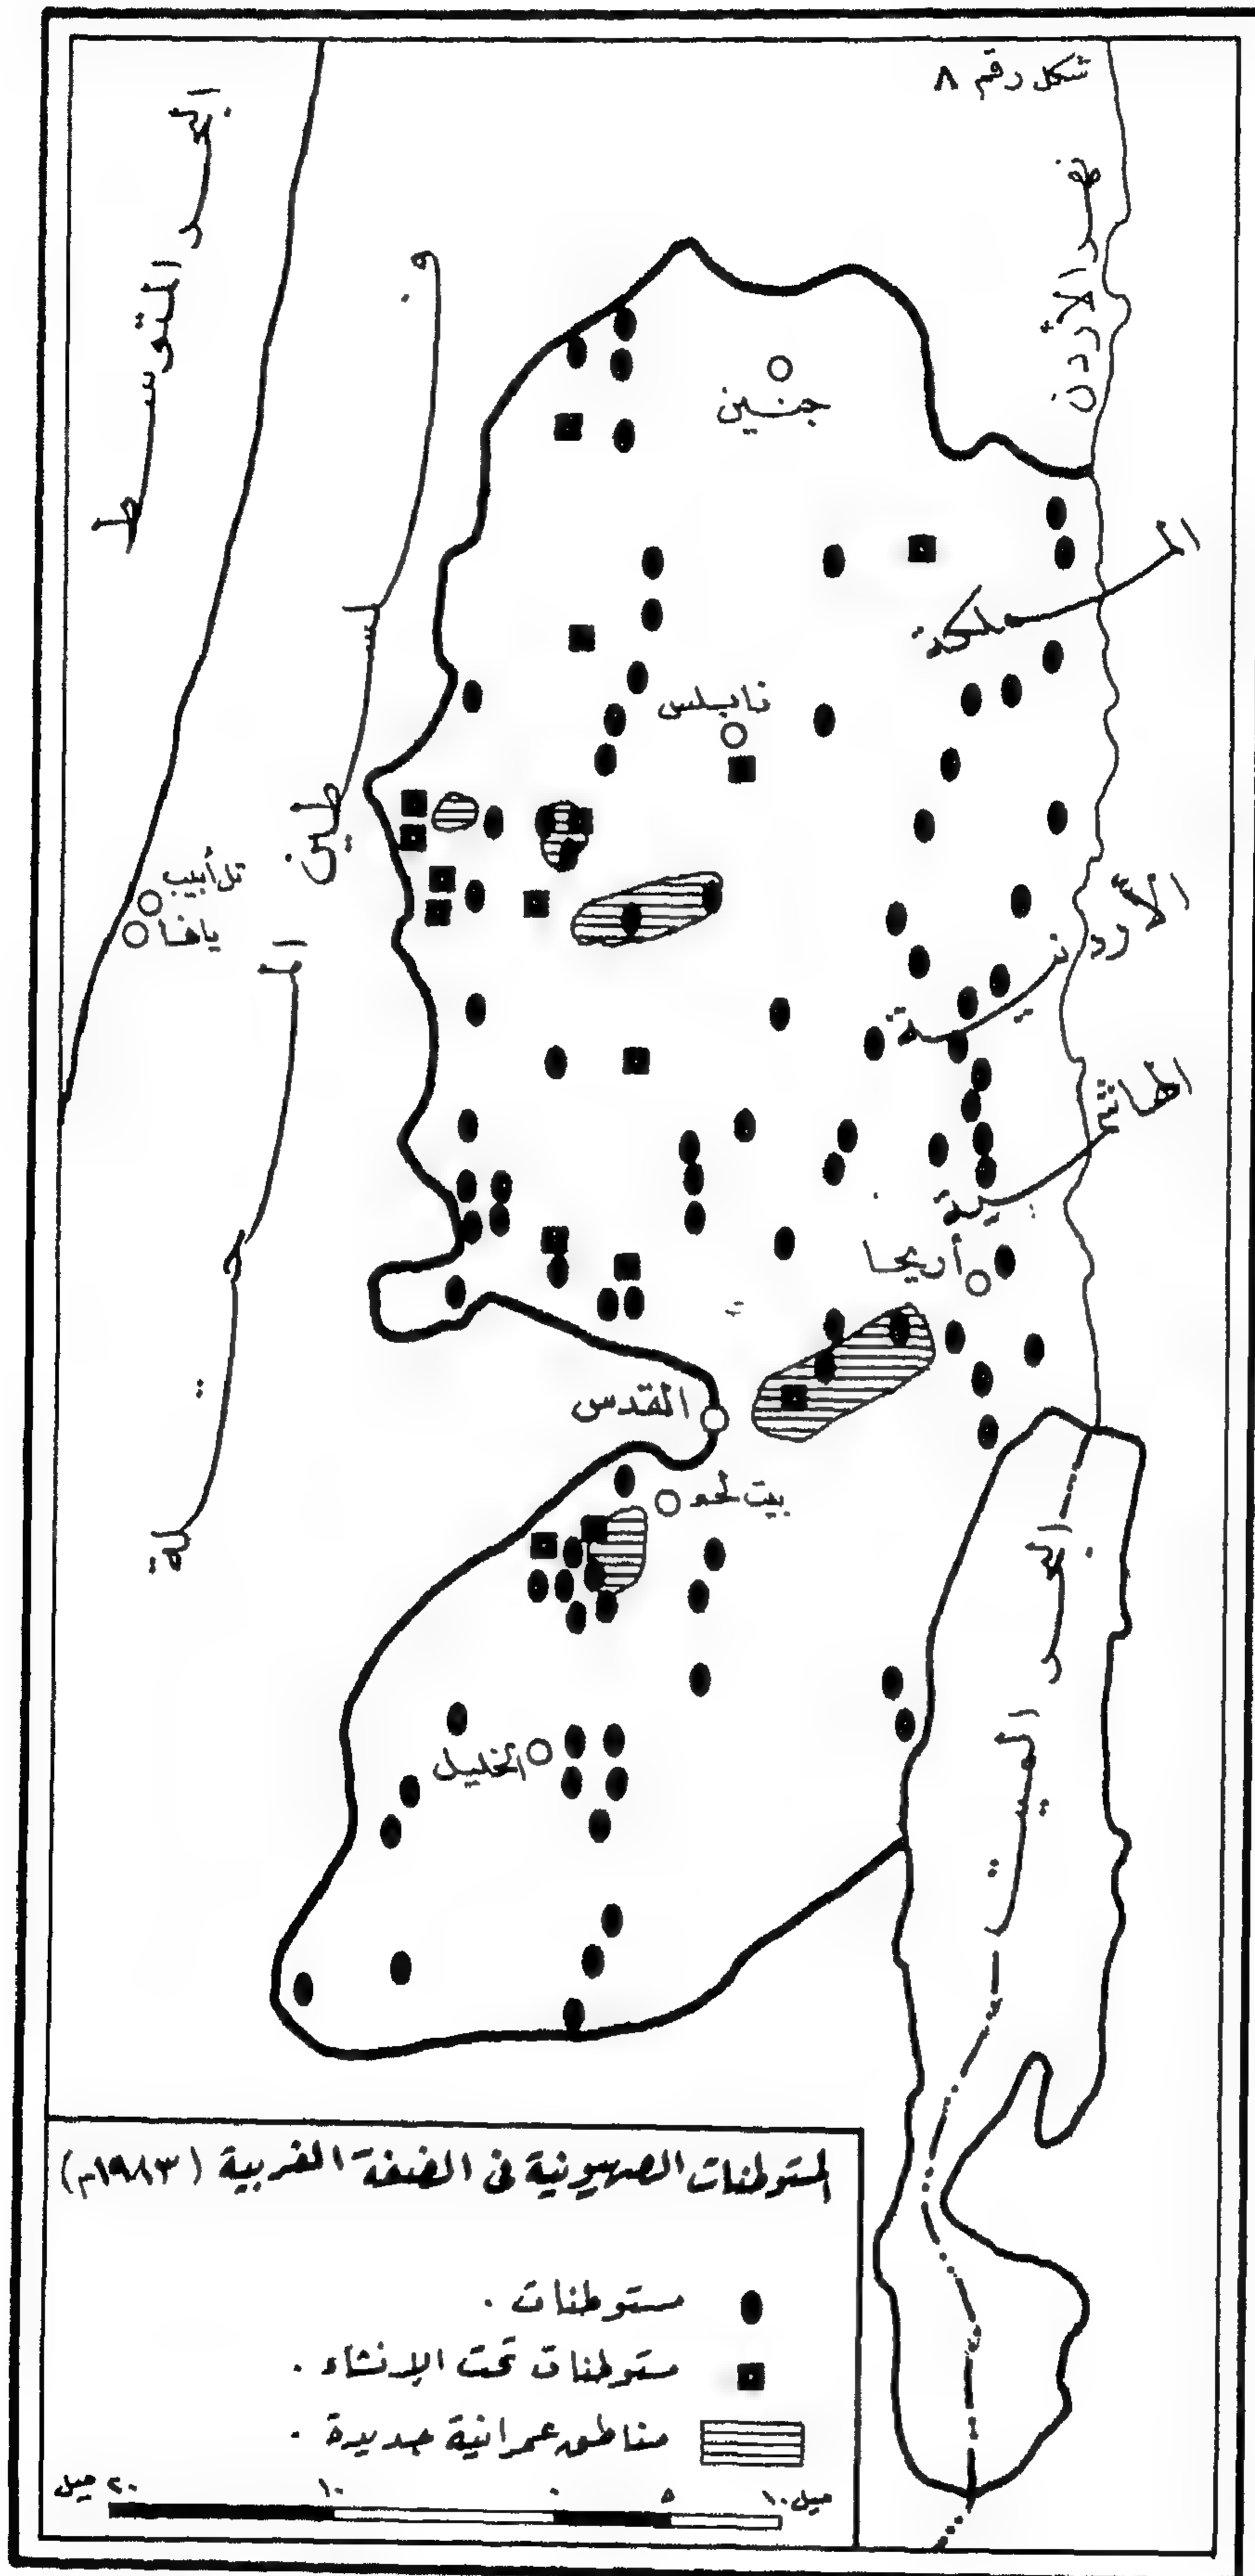 شكل رقم ٨
البحر المتوسط
نهر الأردن
فلسطين المحتلة
المملكة الأردنية الهاشمية
جنين
نابلس
تل أبيب
يافا
أريحا
القدس
بيت لحم
الخليل
البحر الميت
المستوطنات الصهيونية في الضفة الغربية (١٩٨٣م)
مستوطنات .
مستوطنات تحت الإنشاء .
مناطق عمرانية جديدة .
ميل ٢٠ ١٠ ٠ ٥ ١٠ ميل